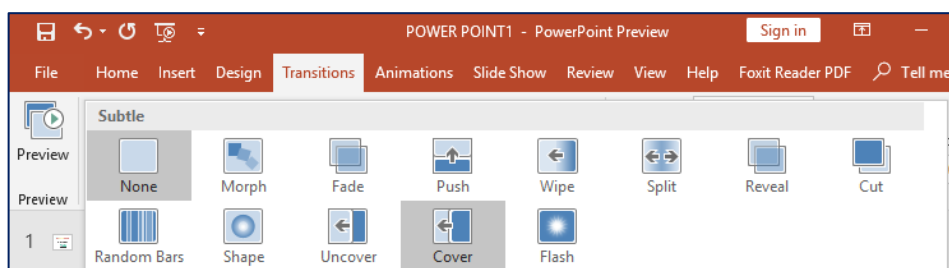 POWER POINT1 - PowerPoint Preview Sign in
File Home Insert Design Transitions Animations Slide Show Review View Help Foxit Reader PDF Tell me
Subtle
Preview
None Morph Fade Push Wipe Split Reveal Cut
Preview
1
Random Bars Shape Uncover Cover Flash